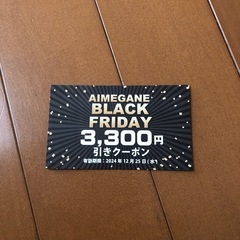 AIMEGANE
BLACK
FRIDAY
3,300円
引きクーポン
有効期間：2024年12月25日(水)